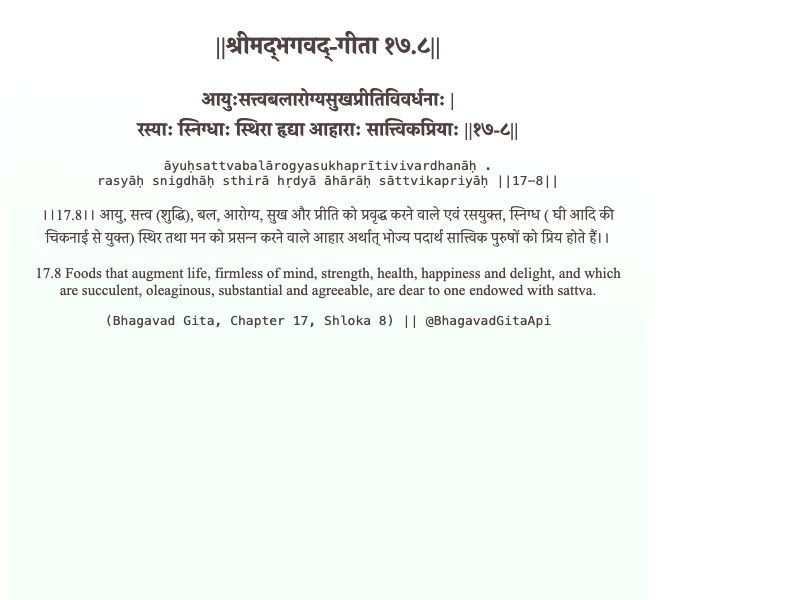 ||श्रीमद्‍भगवद्‍-गीता १७.८||
आयुःसत्त्वबलारोग्यसुखप्रीतिविवर्धनाः |
रस्याः स्निग्धाः स्थिरा हृद्या आहाराः सात्त्विकप्रियाः ||१७-८||
āyuḥsattvabalārogyasukhaprītivivardhanāḥ .
rasyāḥ snigdhāḥ sthirā hṛdyā āhārāḥ sāttvikapriyāḥ ||17-8||
।।17.8।। आयु, सत्त्व (शुद्धि), बल, आरोग्य, सुख और प्रीति को प्रवृद्ध करने वाले एवं रसयुक्त, स्निग्ध ( घी आदि की
चिकनाई से युक्त) स्थिर तथा मन को प्रसन्न करने वाले आहार अर्थात् भोज्य पदार्थ सात्त्विक पुरुषों को प्रिय होते हैं।।
17.8 Foods that augment life, firmless of mind, strength, health, happiness and delight, and which
are succulent, oleaginous, substantial and agreeable, are dear to one endowed with sattva.
(Bhagavad Gita, Chapter 17, Shloka 8) || @BhagavadGitaApi